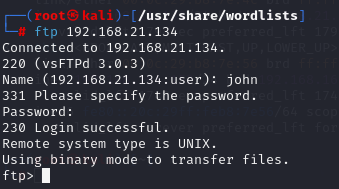 ┌──(root㉿kali)-[/usr/share/wordlists]
└─# ftp 192.168.21.134
Connected to 192.168.21.134.
220 (vsFTPd 3.0.3)
Name (192.168.21.134:user): john
331 Please specify the password.
Password:
230 Login successful.
Remote system type is UNIX.
Using binary mode to transfer files.
ftp>